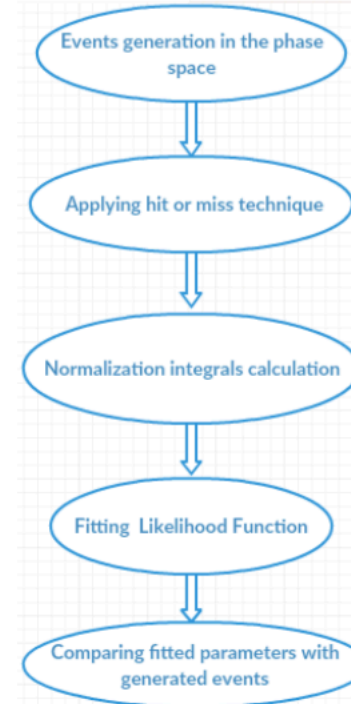 Events generation in the phase
space
Applying hit or miss technique
Normalization integrals calculation
Fitting Likelihood Function
Comparing fitted parameters with
generated events